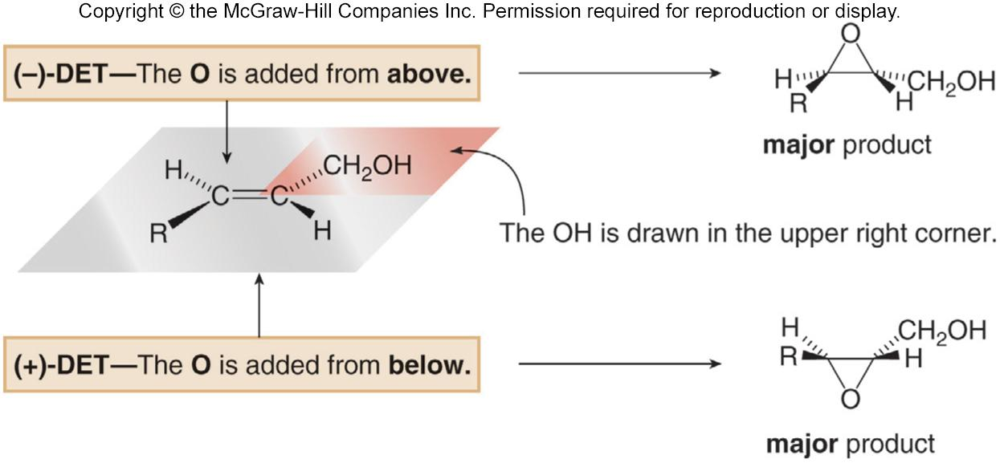 Copyright © the McGraw-Hill Companies Inc. Permission required for reproduction or display.
(–)-DET—The O is added from above.
O
H
R
CH₂OH
H
major product
H
CH₂OH
C=C
R
H
The OH is drawn in the upper right corner.
(+)-DET—The O is added from below.
H
CH₂OH
R
H
O
major product